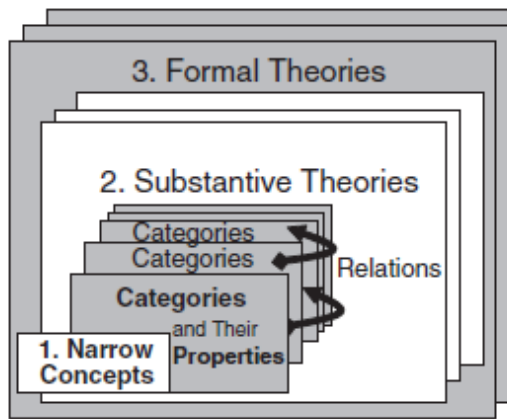 3. Formal Theories
2. Substantive Theories
Categories
Categories
Relations
Categories
and Their
Properties
1. Narrow
Concepts